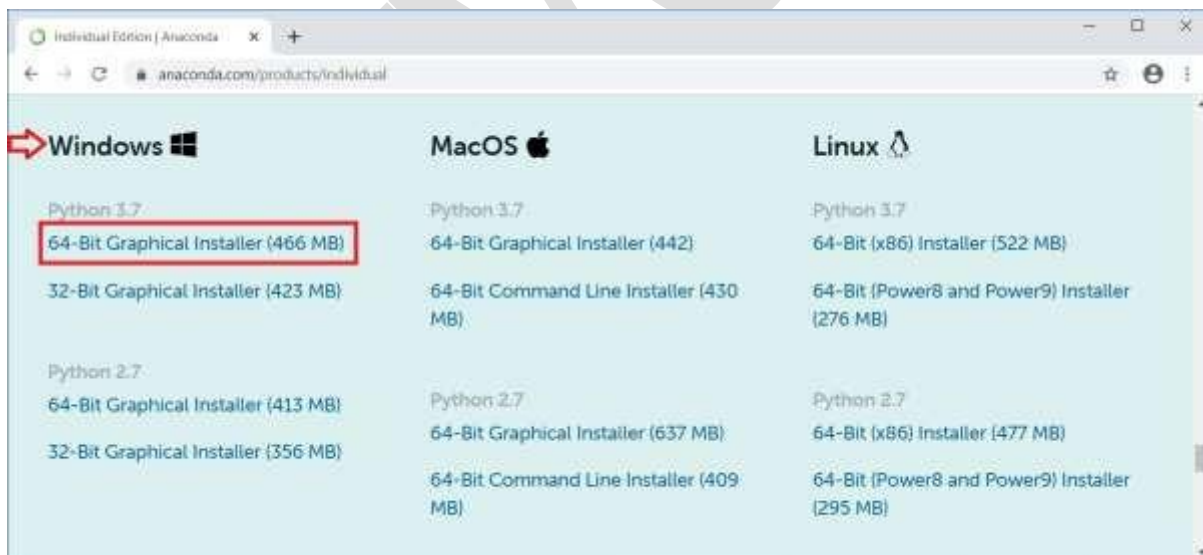 Individual Edition | Anaconda
anaconda.com/products/individual
Windows
Python 3.7
64-Bit Graphical Installer (466 MB)
32-Bit Graphical Installer (423 MB)
Python 2.7
64-Bit Graphical Installer (413 MB)
32-Bit Graphical Installer (356 MB)
MacOS
Python 3.7
64-Bit Graphical Installer (442)
64-Bit Command Line Installer (430
MB)
Python 2.7
64-Bit Graphical Installer (637 MB)
64-Bit Command Line Installer (409
MB)
Linux
Python 3.7
64-Bit (x86) Installer (522 MB)
64-Bit (Power8 and Power9) Installer
(276 MB)
Python 2.7
64-Bit (x86) Installer (477 MB)
64-Bit (Power8 and Power9) Installer
(295 MB)